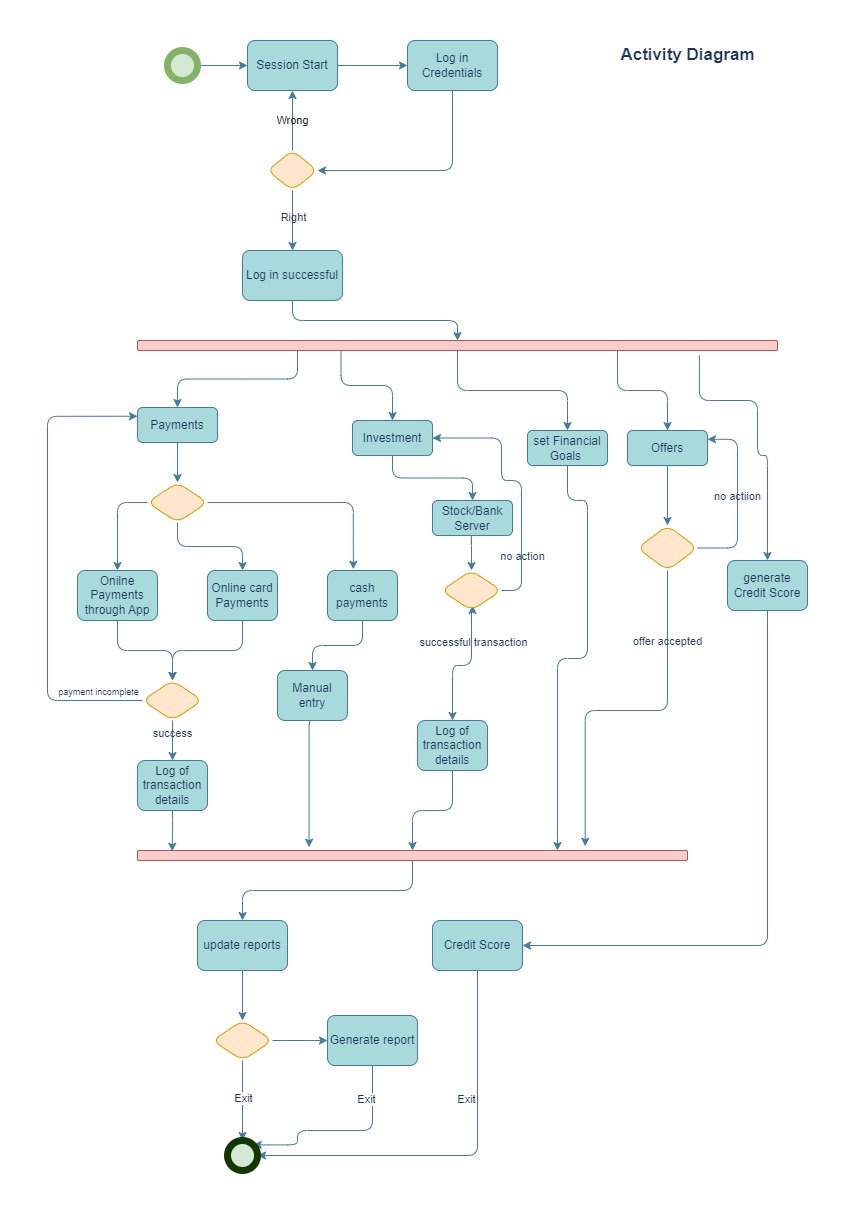 Activity Diagram
Session Start
Log in
Credentials
Wrong
Right
Log in successful
Payments
Investment
set Financial
Goals
Offers
no actiion
Stock/Bank
Server
no action
Onilne
Payments
through App
Online card
Payments
cash
payments
generate
Credit Score
successful transaction
offer accepted
payment incomplete
Manual
entry
success
Log of
transaction
details
Log of
transaction
details
update reports
Credit Score
Generate report
Exit
Exit
Exit